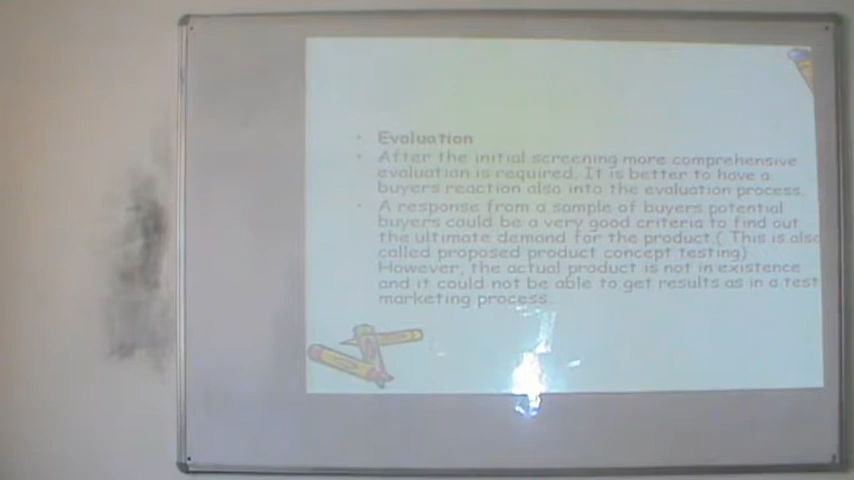 • Evaluation
• After the initial screening more comprehensive
evaluation is required. It is better to have a
buyers reaction also into the evaluation process.
• A response from a sample of buyers potential
buyers could be a very good criteria to find out
the ultimate demand for the product.( This is also
called proposed product concept testing)
However, the actual product is not in existence
and it could not be able to get results as in a test
marketing process.